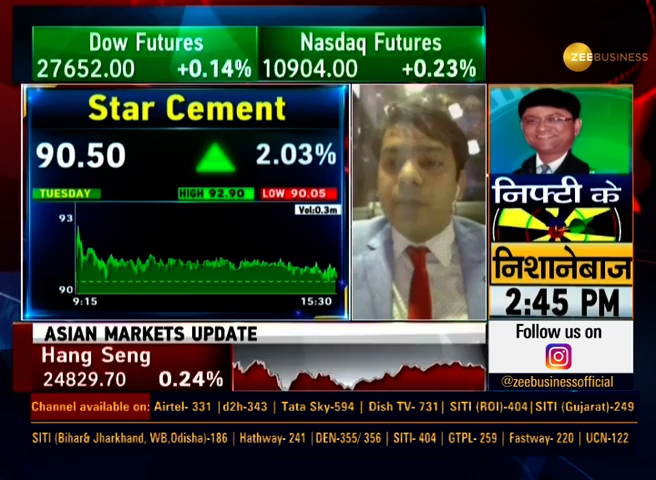 Dow Futures
27652.00 +0.14%
Nasdaq Futures
10904.00 +0.23%
ZEEBUSINESS
Star Cement
90.50 2.03%
TUESDAY HIGH 92.90 LOW 90.05
Vol:0.3m
93
90
9:15 15:30
निफ्टी के
निशानेबाज
2:45 PM
Follow us on
@zeebusinessofficial
ASIAN MARKETS UPDATE
Hang Seng
24829.70 0.24%
Channel available on: Airtel- 331 |d2h-343 | Tata Sky-594 | Dish TV- 731| SITI (ROI)-404|SITI (Gujarat)-249
SITI (Bihar& Jharkhand, WB,Odisha)-186 | Hathway- 241 |DEN-355/ 356 | SITI- 404 | GTPL- 259 | Fastway- 220 | UCN-122